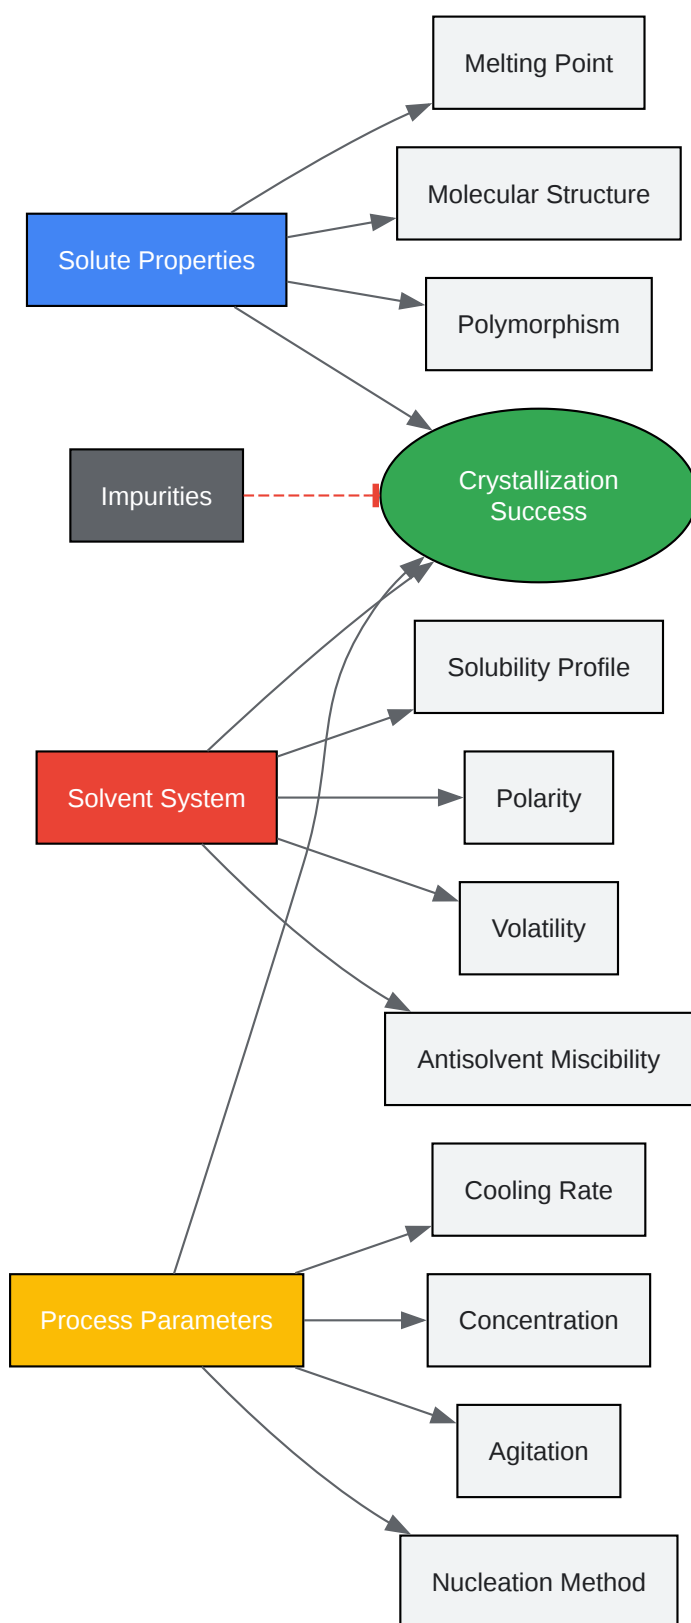 Melting Point
Molecular Structure
Solute Properties
Polymorphism
Crystallization
Success
Impurities
Solubility Profile
Solvent System
Polarity
Volatility
Antisolvent Miscibility
Cooling Rate
Process Parameters
Concentration
Agitation
Nucleation Method